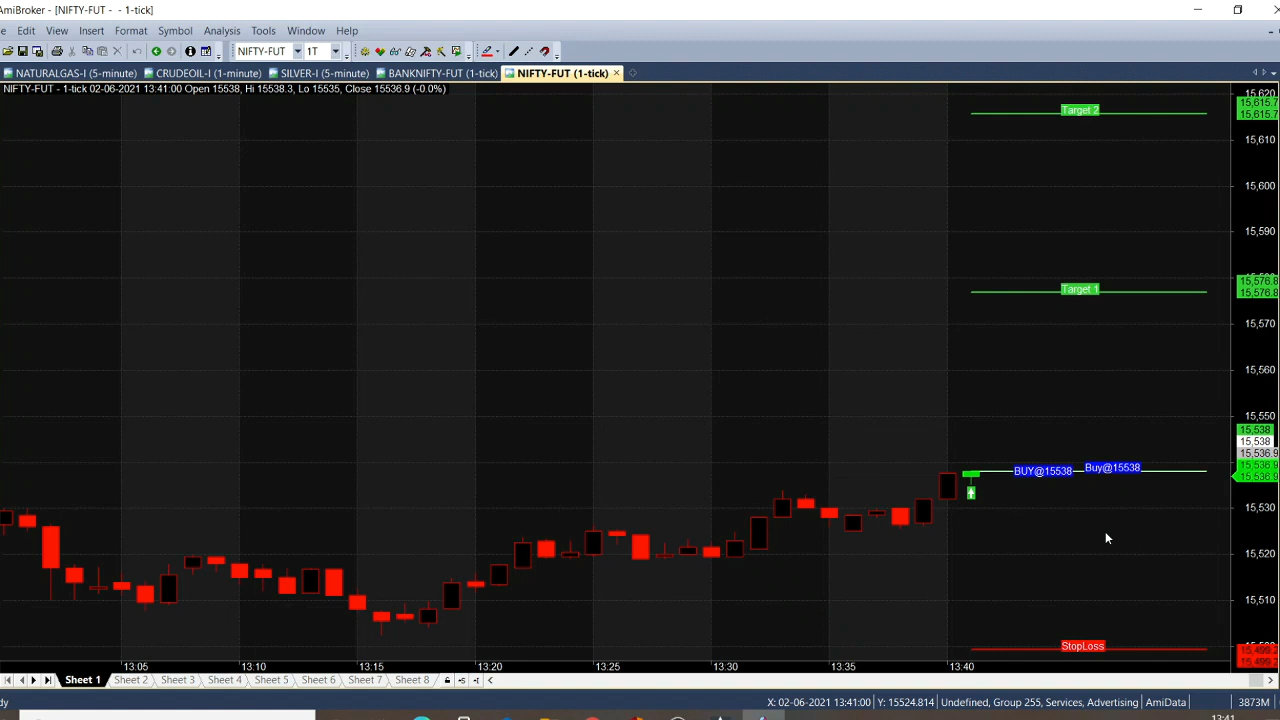 AmiBroker - [NIFTY-FUT - - 1-tick]
Edit View Insert Format Symbol Analysis Tools Window Help
NIFTY-FUT 1T
NATURALGAS-I (5-minute) CRUDEOIL-I (1-minute) SILVER-I (5-minute) BANKNIFTY-FUT (1-tick) NIFTY-FUT (1-tick)
NIFTY-FUT - 1-tick 02-06-2021 13:41:00 Open 15538, Hi 15538.3, Lo 15535, Close 15536.9 (-0.0%)
15,620
15,615.7
Target 2
15,615.7
15,610
15,600
15,590
15,576.8
Target 1
15,576.8
15,570
15,560
15,550
15,538
15,538
15,536.9
15,536.9
BUY@15538 Buy@15538
15,536.9
15,530
15,520
15,510
StopLoss
15,499.2
15,499.2
13:05 13:10 13:15 13:20 13:25 13:30 13:35 13:40
Sheet 1 Sheet 2 Sheet 3 Sheet 4 Sheet 5 Sheet 6 Sheet 7 Sheet 8
dy X: 02-06-2021 13:41:00 Y: 15524.814 Undefined, Group 255, Services, Advertising AmiData 3873M
13:41